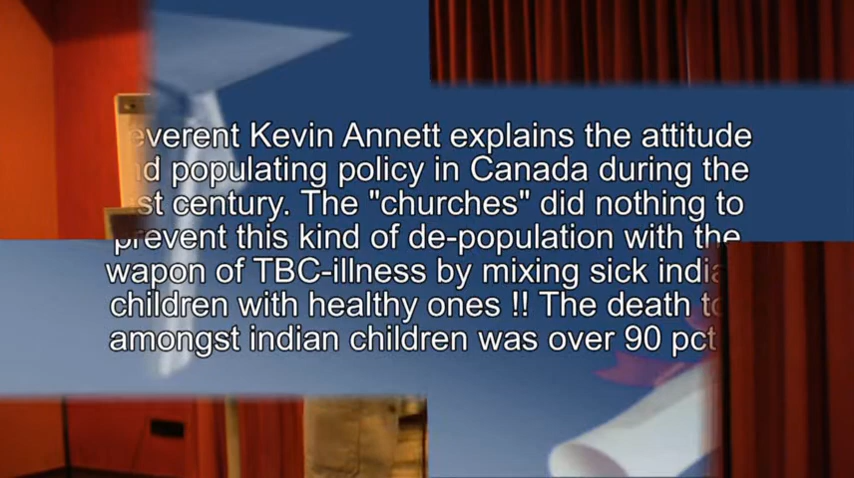 everent Kevin Annett explains the attitude
nd populating policy in Canada during the
st century. The "churches" did nothing to
prevent this kind of de-population with the
wapon of TBC-illness by mixing sick india
children with healthy ones !! The death to
amongst indian children was over 90 pct